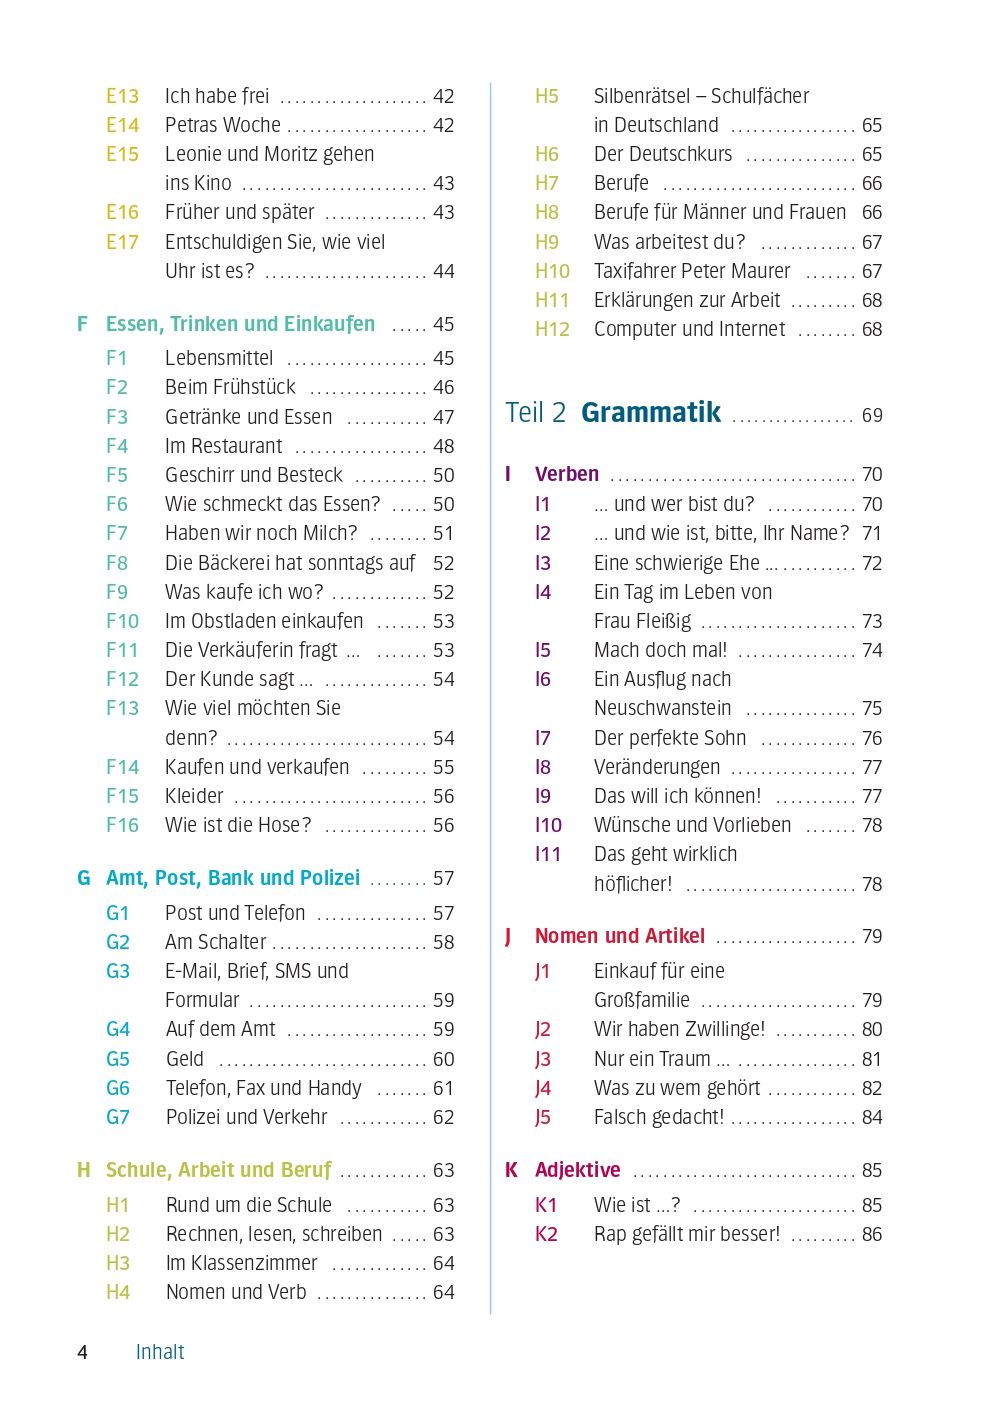 E13 Ich habe frei .................... 42
E14 Petras Woche ................... 42
E15 Leonie und Moritz gehen
ins Kino ......................... 43
E16 Früher und später .............. 43
E17 Entschuldigen Sie, wie viel
Uhr ist es? ...................... 44
F Essen, Trinken und Einkaufen ..... 45
F1 Lebensmittel ................... 45
F2 Beim Frühstück ................ 46
F3 Getränke und Essen ........... 47
F4 Im Restaurant .................. 48
F5 Geschirr und Besteck .......... 50
F6 Wie schmeckt das Essen? ..... 50
F7 Haben wir noch Milch? ........ 51
F8 Die Bäckerei hat sonntags auf 52
F9 Was kaufe ich wo? ............. 52
F10 Im Obstladen einkaufen ....... 53
F11 Die Verkäuferin fragt ... ....... 53
F12 Der Kunde sagt ... .............. 54
F13 Wie viel möchten Sie
denn? ........................... 54
F14 Kaufen und verkaufen ......... 55
F15 Kleider .......................... 56
F16 Wie ist die Hose? .............. 56
G Amt, Post, Bank und Polizei ........ 57
G1 Post und Telefon ............... 57
G2 Am Schalter ..................... 58
G3 E-Mail, Brief, SMS und
Formular ........................ 59
G4 Auf dem Amt ................... 59
G5 Geld ............................ 60
G6 Telefon, Fax und Handy ....... 61
G7 Polizei und Verkehr ............ 62
H Schule, Arbeit und Beruf ............ 63
H1 Rund um die Schule ........... 63
H2 Rechnen, lesen, schreiben ..... 63
H3 Im Klassenzimmer ............. 64
H4 Nomen und Verb ............... 64
H5 Silbenrätsel – Schulfächer
in Deutschland ................. 65
H6 Der Deutschkurs ............... 65
H7 Berufe .......................... 66
H8 Berufe für Männer und Frauen 66
H9 Was arbeitest du? ............. 67
H10 Taxifahrer Peter Maurer ....... 67
H11 Erklärungen zur Arbeit ......... 68
H12 Computer und Internet ........ 68
Teil 2 Grammatik ................. 69
I Verben ................................. 70
I1 ... und wer bist du? ............ 70
I2 ... und wie ist, bitte, Ihr Name? 71
I3 Eine schwierige Ehe ... .......... 72
I4 Ein Tag im Leben von
Frau Fleißig ..................... 73
I5 Mach doch mal! ................ 74
I6 Ein Ausflug nach
Neuschwanstein ............... 75
I7 Der perfekte Sohn ............. 76
I8 Veränderungen ................. 77
I9 Das will ich können! ........... 77
I10 Wünsche und Vorlieben ....... 78
I11 Das geht wirklich
höflicher! ....................... 78
J Nomen und Artikel ................... 79
J1 Einkauf für eine
Großfamilie ..................... 79
J2 Wir haben Zwillinge! ........... 80
J3 Nur ein Traum ... ................ 81
J4 Was zu wem gehört ............ 82
J5 Falsch gedacht! ................. 84
K Adjektive .............................. 85
K1 Wie ist ...? ...................... 85
K2 Rap gefällt mir besser! ......... 86
4 Inhalt